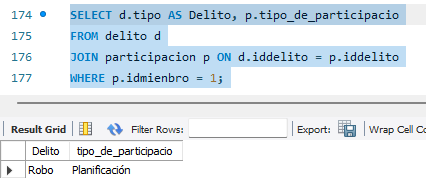 174 SELECT d.tipo AS Delito, p.tipo_de_participacio
175 FROM delito d
176 JOIN participacion p ON d.iddelito = p.iddelito
177 WHERE p.idmienbro = 1;
Result Grid Filter Rows: Export: Wrap Cell Co
Delito tipo_de_participacio
Robo Planificación